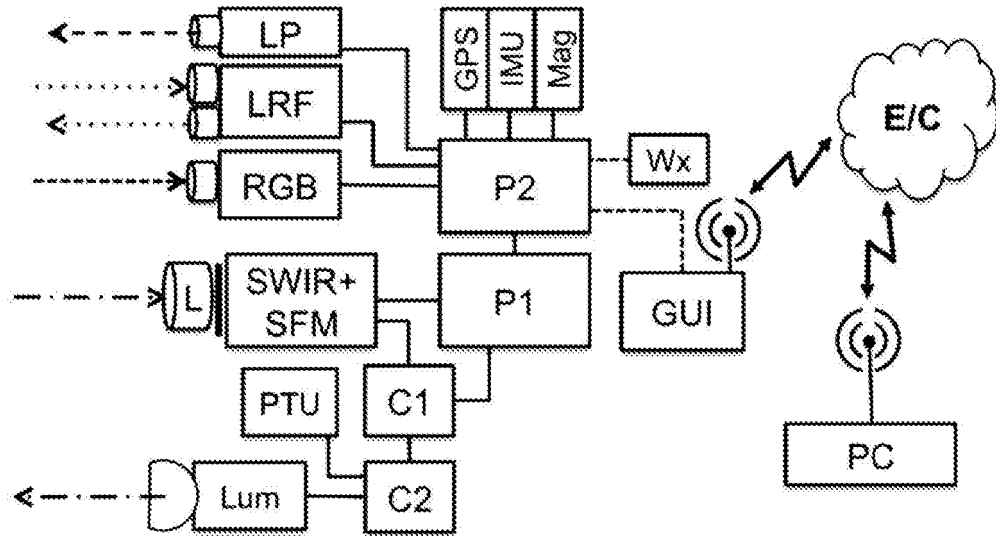 LP
GPS
IMU
Mag
LRF
E/C
RGB
P2
Wx
L
SWIR+
SFM
P1
GUI
PTU
C1
PC
Lum
C2